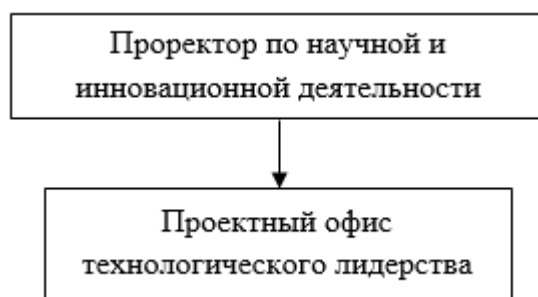 Проректор по научной и
инновационной деятельности
Проектный офис
технологического лидерства